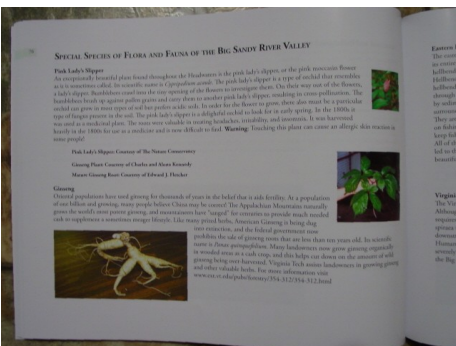 SPECIAL SPECIES OF FLORA AND FAUNA OF THE BIG SANDY RIVER VALLEY
Pink Lady's Slipper
An exceptionally beautiful plant found throughout the Headwaters is the pink lady's slipper, or the pink moccasin flower
as it is sometimes called. Its scientific name is Cypripedium acaule. The pink slipper is a type of orchid that resembles
a lady's slipper. Bumblebees crawl into the tiny opening of the flowers to investigate them. On their way out of the flowers,
bumblebees brush up against pollen grains and carry them to another pink lady's slipper, resulting in cross pollination. The
orchid can grow in most types of soil but prefers acidic soils. In order for the flower to grow, there also must be a particular
type of fungus present in the soil. The pink lady's slipper is a delightful orchid to look for in early spring. In the 1800s it
was used as a medicinal plant. The roots were valuable in treating headaches, irritability, and insomnia. It was harvested
heavily in the 1800s for use as a medicine and is now difficult to find. Warning: Touching this plant can cause an allergic skin reaction in
some people!
Pink Lady's Slipper: Courtesy of The Nature Conservancy
Ginseng Plant: Courtesy of Charles and Alana Kennedy
Mature Ginseng Root: Courtesy of Edward J. Fletcher
Ginseng
Oriental populations have used ginseng for thousands of years in the belief that it aids fertility. At a population
of one billion and growing, many people believe China may be correct! The Appalachian Mountains naturally
grows the world's most potent ginseng, and mountaineers have "sanged" for centuries to provide much needed
cash to supplement a sometimes meager lifestyle. Like many prized herbs, American Ginseng is being dug
into extinction, and the federal government now
prohibits the sale of ginseng roots that are less than ten years old. Its scientific
name is Panax quinquefolium. Many landowners now grow ginseng organically
in wooded areas as a cash crop, and this helps cut down on the amounts of wild
ginseng being over-harvested. Virginia Tech assists landowners in growing ginseng
and other valuable herbs. For more information visit
www.ext.vt.edu/pubs/forestry/354-312/354-312.html
Eastern